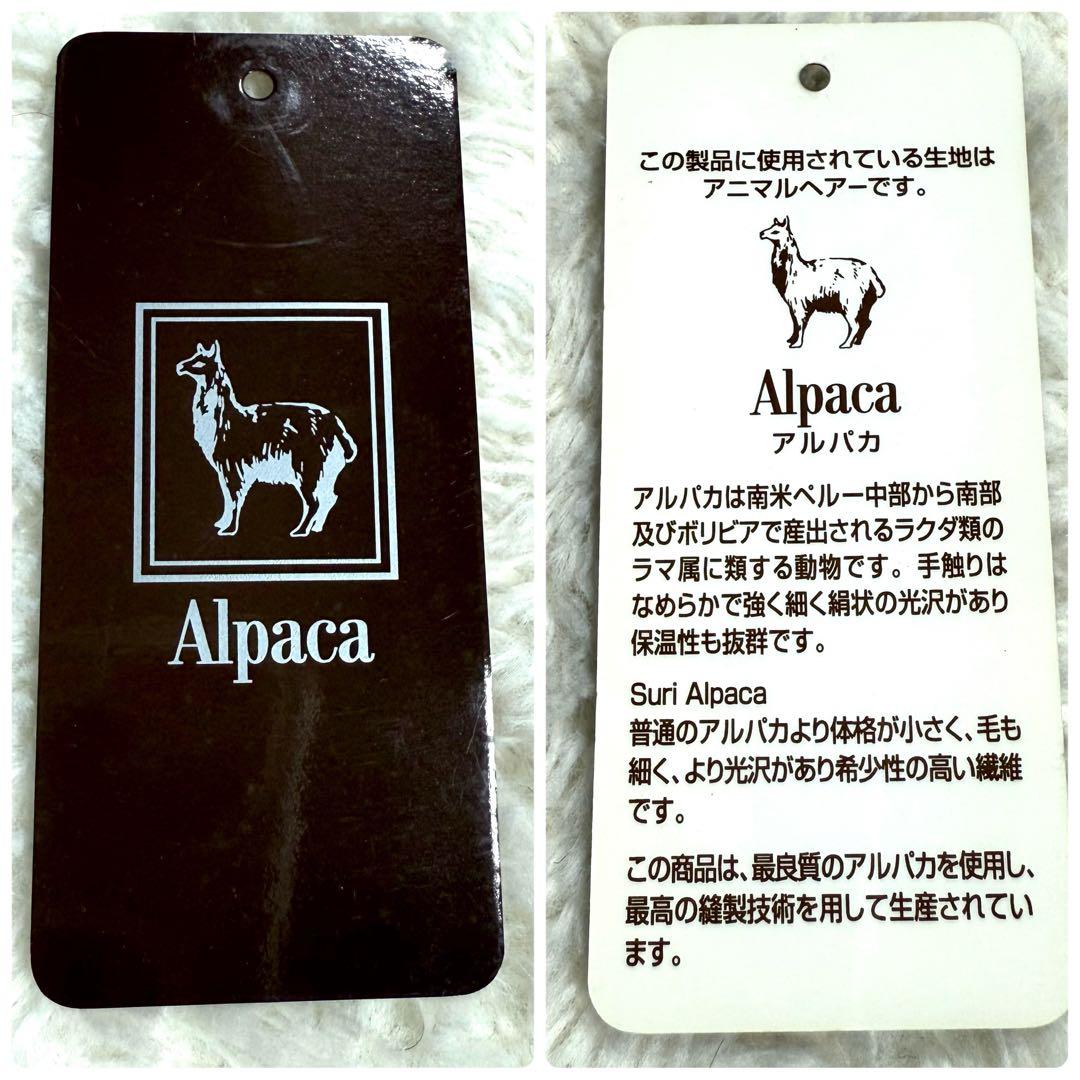 Alpaca
この製品に使用されている生地は
アニマルヘアーです。
Alpaca
アルパカ
アルパカは南米ペルー中部から南部
及びボリビアで産出されるラクダ類の
ラマ属に類する動物です。手触りは
なめらかで強く細く絹状の光沢があり
保温性も抜群です。
Suri Alpaca
普通のアルパカより体格が小さく、毛も
細く、より光沢があり希少性の高い繊維
です。
この商品は、最良質のアルパカを使用し、
最高の縫製技術を用して生産されてい
ます。